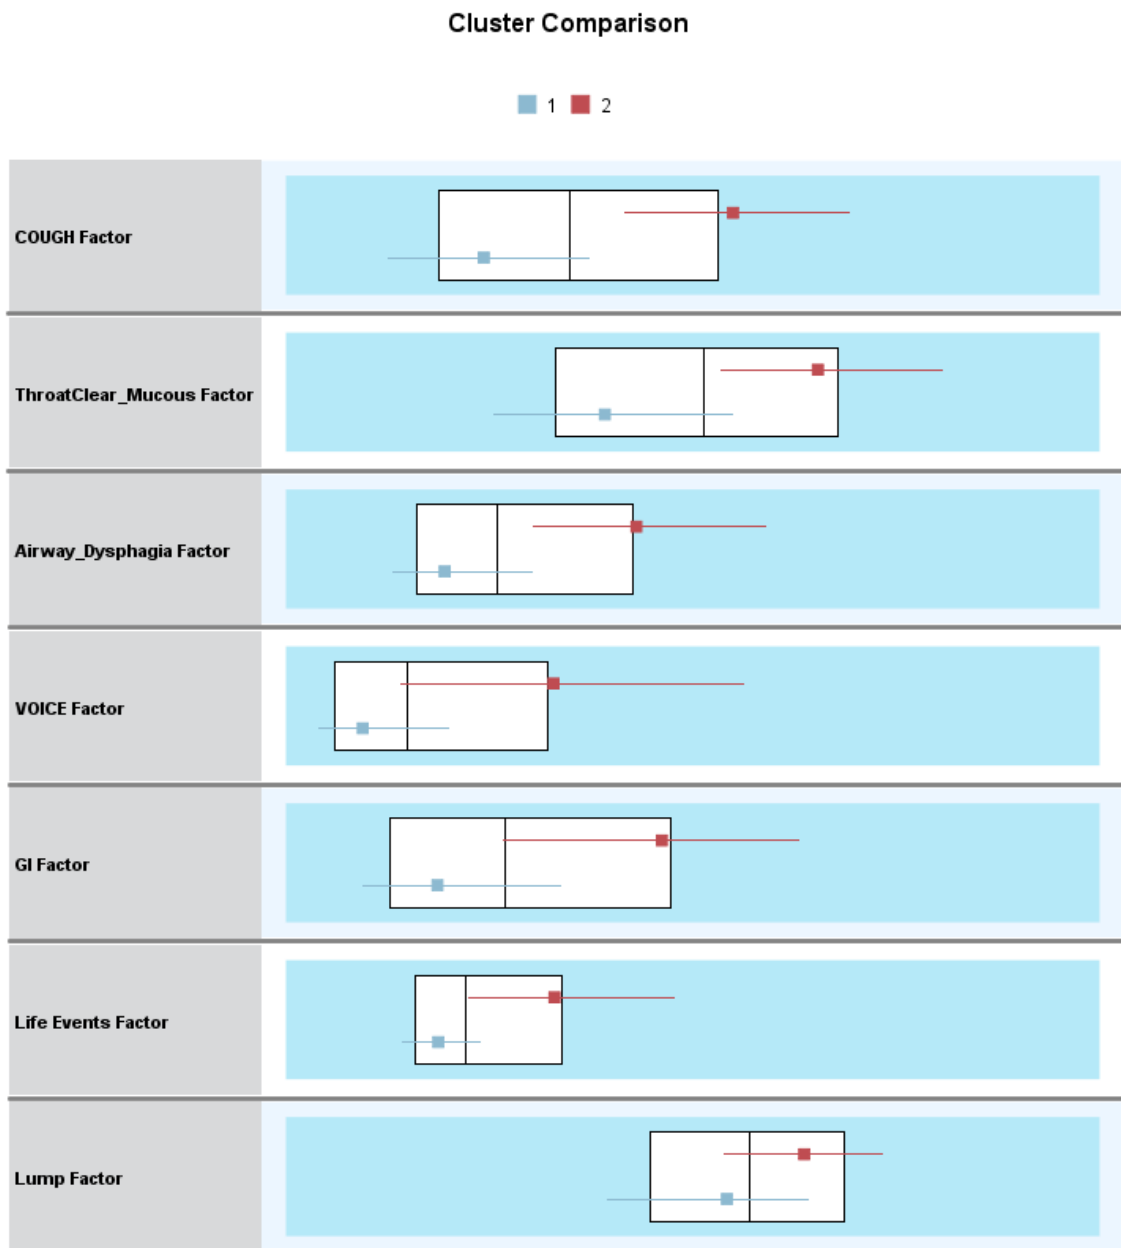 Cluster Comparison
1 2
COUGH Factor
ThroatClear_Mucous Factor
Airway_Dysphagia Factor
VOICE Factor
GI Factor
Life Events Factor
Lump Factor